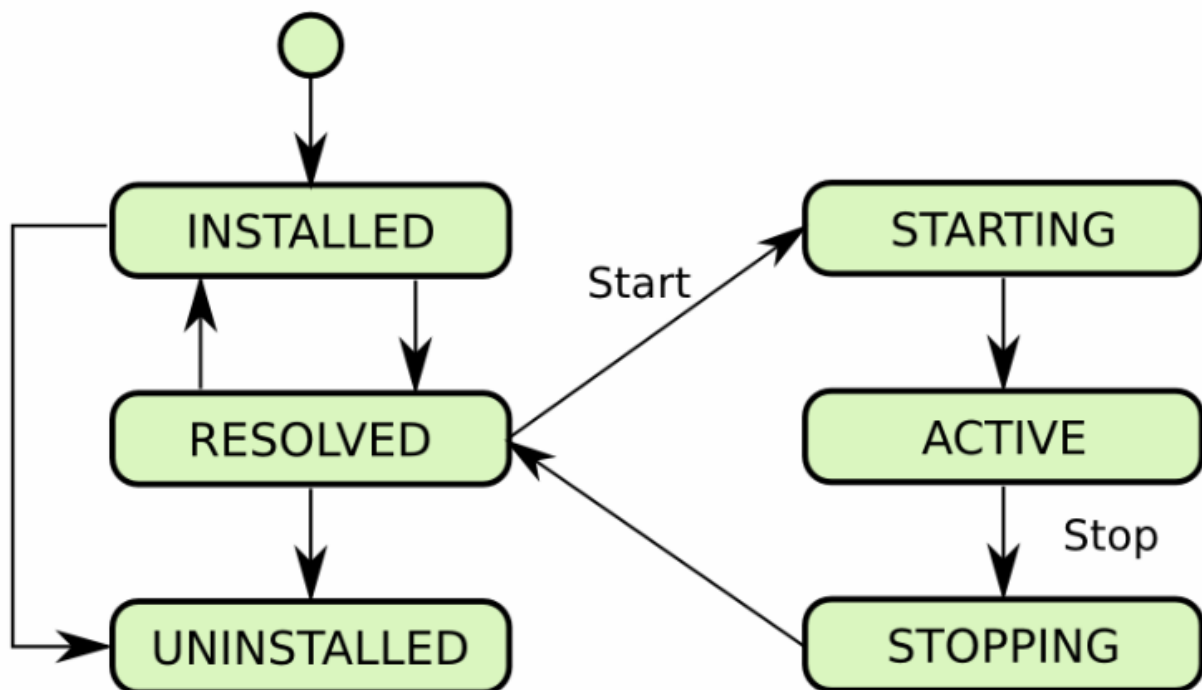 INSTALLED
STARTING
Start
RESOLVED
ACTIVE
Stop
UNINSTALLED
STOPPING